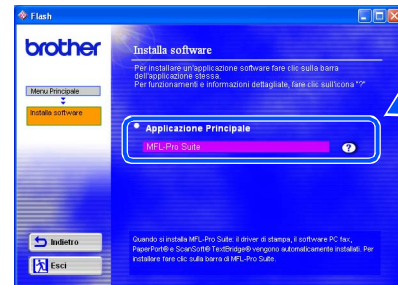 Flash
brother
Installa software
Per installare un'applicazione software fare clic sulla barra
dell'applicazione stessa.
Per funzionamenti e informazioni dettagliate, fare clic sull'icona "?"
Menu Principale
Installa software
Applicazione Principale
MFL-Pro Suite
?
Indietro
Esci
Quando si installa MFL-Pro Suite: il driver di stampa, il software PC fax,
PaperPort® e ScanSoft® TextBridge® vengono automaticamente installati. Per
installare fare clic sulla barra di MFL-Pro Suite.